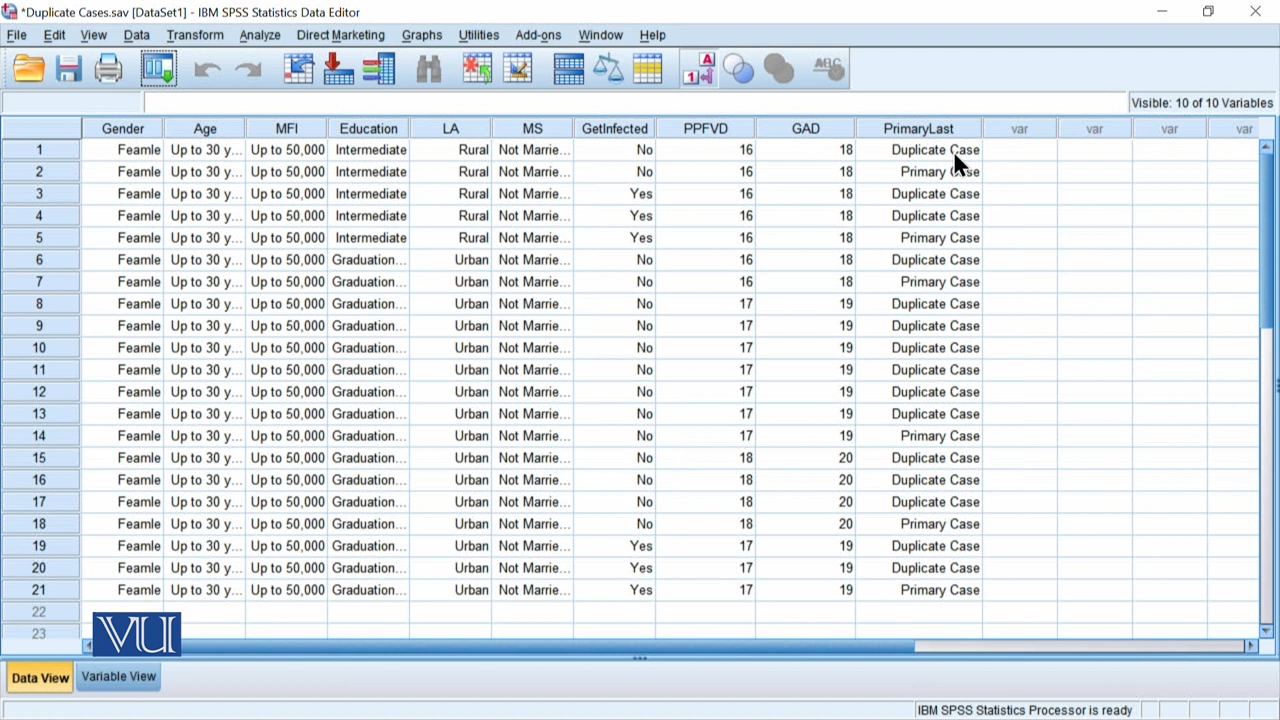 *Duplicate Cases.sav [DataSet1] - IBM SPSS Statistics Data Editor
File Edit View Data Transform Analyze Direct Marketing Graphs Utilities Add-ons Window Help
1 A ABC
Visible: 10 of 10 Variables
Gender Age MFI Education LA MS GetInfected PPFVD GAD PrimaryLast var var var var
1 Feamle Up to 30 y... Up to 50,000 Intermediate Rural Not Marrie... No 16 18 Duplicate Case
2 Feamle Up to 30 y... Up to 50,000 Intermediate Rural Not Marrie... No 16 18 Primary Case
3 Feamle Up to 30 y... Up to 50,000 Intermediate Rural Not Marrie... Yes 16 18 Duplicate Case
4 Feamle Up to 30 y... Up to 50,000 Intermediate Rural Not Marrie... Yes 16 18 Duplicate Case
5 Feamle Up to 30 y... Up to 50,000 Intermediate Rural Not Marrie... Yes 16 18 Primary Case
6 Feamle Up to 30 y... Up to 50,000 Graduation... Urban Not Marrie... No 16 18 Duplicate Case
7 Feamle Up to 30 y... Up to 50,000 Graduation... Urban Not Marrie... No 16 18 Primary Case
8 Feamle Up to 30 y... Up to 50,000 Graduation... Urban Not Marrie... No 17 19 Duplicate Case
9 Feamle Up to 30 y... Up to 50,000 Graduation... Urban Not Marrie... No 17 19 Duplicate Case
10 Feamle Up to 30 y... Up to 50,000 Graduation... Urban Not Marrie... No 17 19 Duplicate Case
11 Feamle Up to 30 y... Up to 50,000 Graduation... Urban Not Marrie... No 17 19 Duplicate Case
12 Feamle Up to 30 y... Up to 50,000 Graduation... Urban Not Marrie... No 17 19 Duplicate Case
13 Feamle Up to 30 y... Up to 50,000 Graduation... Urban Not Marrie... No 17 19 Duplicate Case
14 Feamle Up to 30 y... Up to 50,000 Graduation... Urban Not Marrie... No 17 19 Primary Case
15 Feamle Up to 30 y... Up to 50,000 Graduation... Urban Not Marrie... No 18 20 Duplicate Case
16 Feamle Up to 30 y... Up to 50,000 Graduation... Urban Not Marrie... No 18 20 Duplicate Case
17 Feamle Up to 30 y... Up to 50,000 Graduation... Urban Not Marrie... No 18 20 Duplicate Case
18 Feamle Up to 30 y... Up to 50,000 Graduation... Urban Not Marrie... No 18 20 Primary Case
19 Feamle Up to 30 y... Up to 50,000 Graduation... Urban Not Marrie... Yes 17 19 Duplicate Case
20 Feamle Up to 30 y... Up to 50,000 Graduation... Urban Not Marrie... Yes 17 19 Duplicate Case
21 Feamle Up to 30 y... Up to 50,000 Graduation... Urban Not Marrie... Yes 17 19 Primary Case
22
23
VU
Data View Variable View
IBM SPSS Statistics Processor is ready